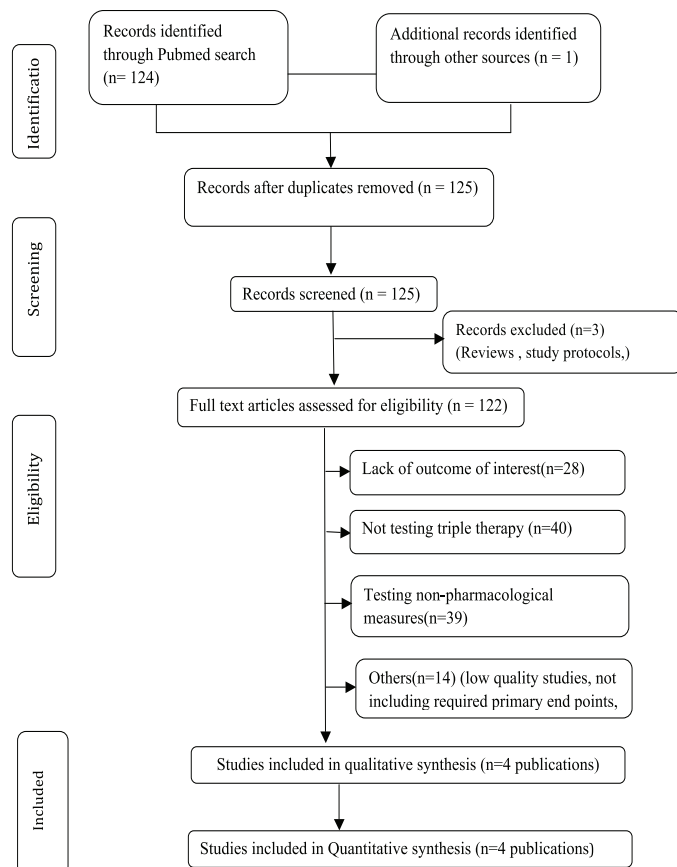 Identificatio
Records identified
through Pubmed search
(n= 124)
Additional records identified
through other sources (n = 1)
Records after duplicates removed (n = 125)
Screening
Records screened (n = 125)
Records excluded (n=3)
(Reviews , study protocols,)
Eligibility
Full text articles assessed for eligibility (n = 122)
Lack of outcome of interest(n=28)
Not testing triple therapy (n=40)
Testing non-pharmacological
measures(n=39)
Others(n=14) (low quality studies, not
including required primary end points,
Included
Studies included in qualitative synthesis (n=4 publications)
Studies included in Quantitative synthesis (n=4 publications)